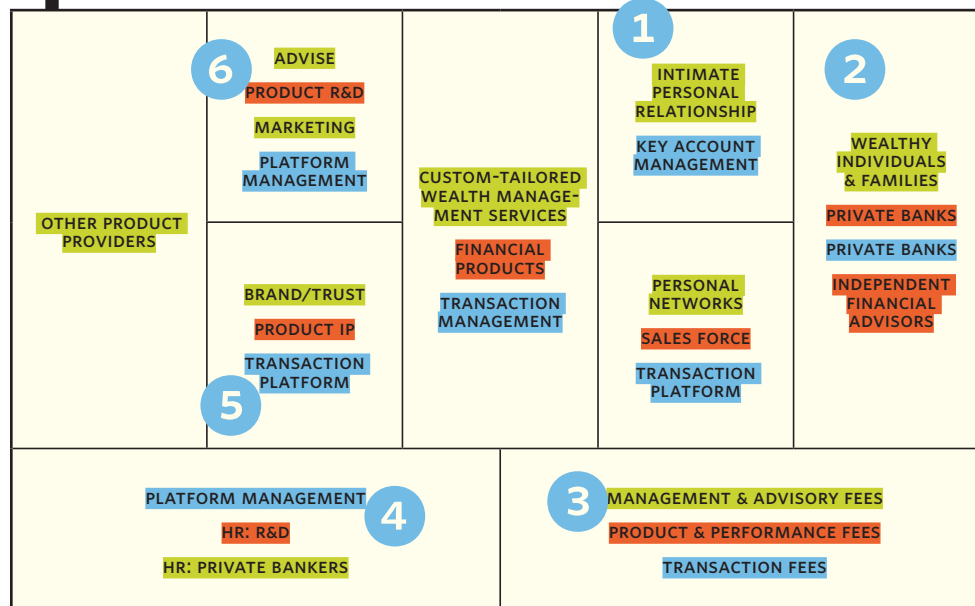 OTHER PRODUCT
PROVIDERS
6
ADVISE
PRODUCT R&D
MARKETING
PLATFORM
MANAGEMENT
BRAND/TRUST
PRODUCT IP
TRANSACTION
PLATFORM
5
CUSTOM-TAILORED
WEALTH MANAGE-
MENT SERVICES
FINANCIAL
PRODUCTS
TRANSACTION
MANAGEMENT
1
INTIMATE
PERSONAL
RELATIONSHIP
KEY ACCOUNT
MANAGEMENT
PERSONAL
NETWORKS
SALES FORCE
TRANSACTION
PLATFORM
2
WEALTHY
INDIVIDUALS
& FAMILIES
PRIVATE BANKS
PRIVATE BANKS
INDEPENDENT
FINANCIAL
ADVISORS
PLATFORM MANAGEMENT
4
HR: R&D
HR: PRIVATE BANKERS
3
MANAGEMENT & ADVISORY FEES
PRODUCT & PERFORMANCE FEES
TRANSACTION FEES